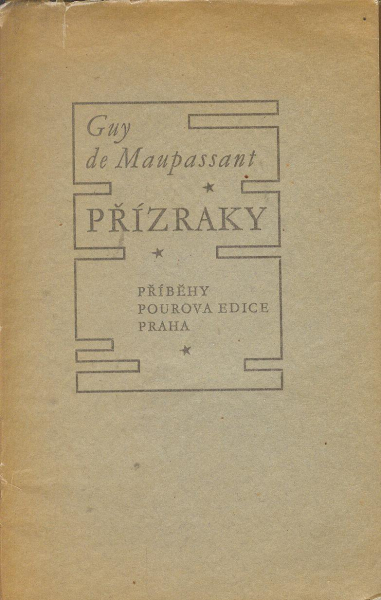 Guy
de Maupassant
PŘÍZRAKY
PŘÍBĚHY
POUROVA EDICE
PRAHA